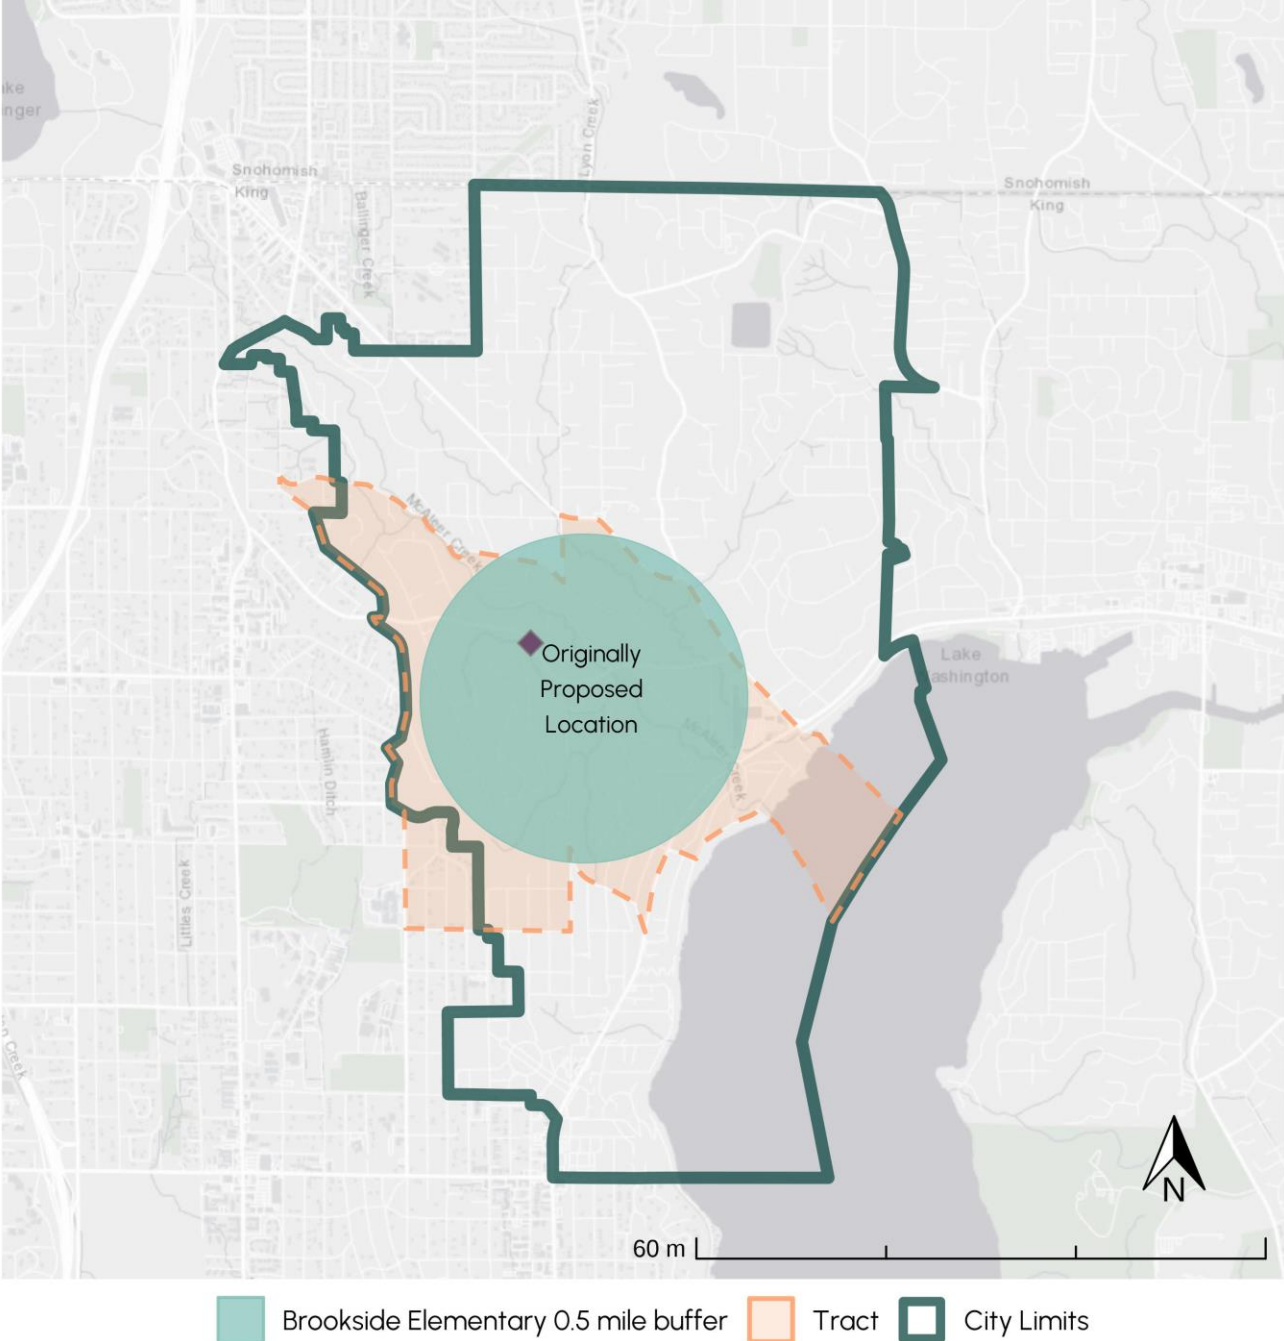 ke
inger
Lyon Creek
Snohomish
King
Snohomish
King
Ballinger Creek
McAleer Creek
Originally
Proposed
Location
Lake
ashington
McAleer Creek
Hamlin Ditch
Littles Creek
n Creek
N
60 m
Brookside Elementary 0.5 mile buffer
Tract
City Limits